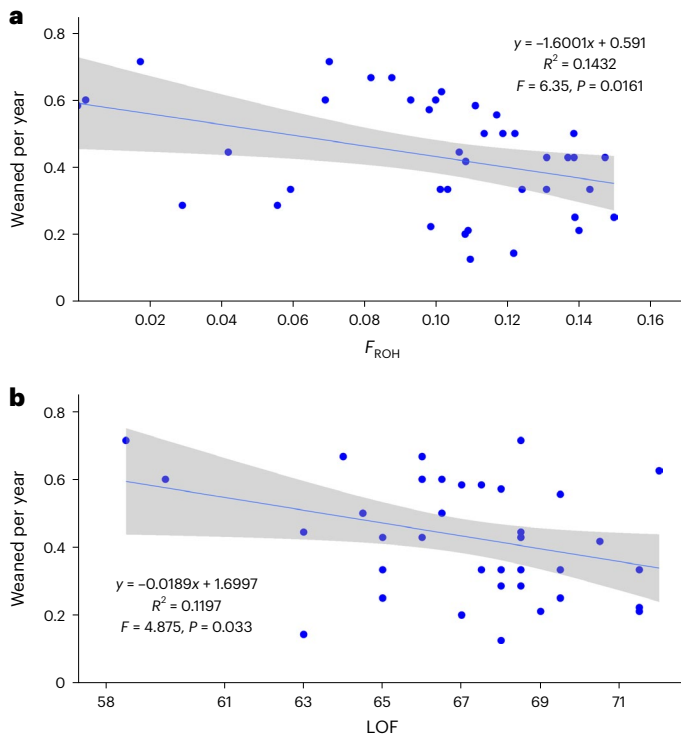 a
0.8
0.6
0.4
0.2
0
Weaned per year
y = –1.6001x + 0.591
R² = 0.1432
F = 6.35, P = 0.0161
0.02 0.04 0.06 0.08 0.10 0.12 0.14 0.16
F_ROH
b
0.8
0.6
0.4
0.2
0
Weaned per year
y = –0.0189x + 1.6997
R² = 0.1197
F = 4.875, P = 0.033
58 61 63 65 67 69 71
LOF